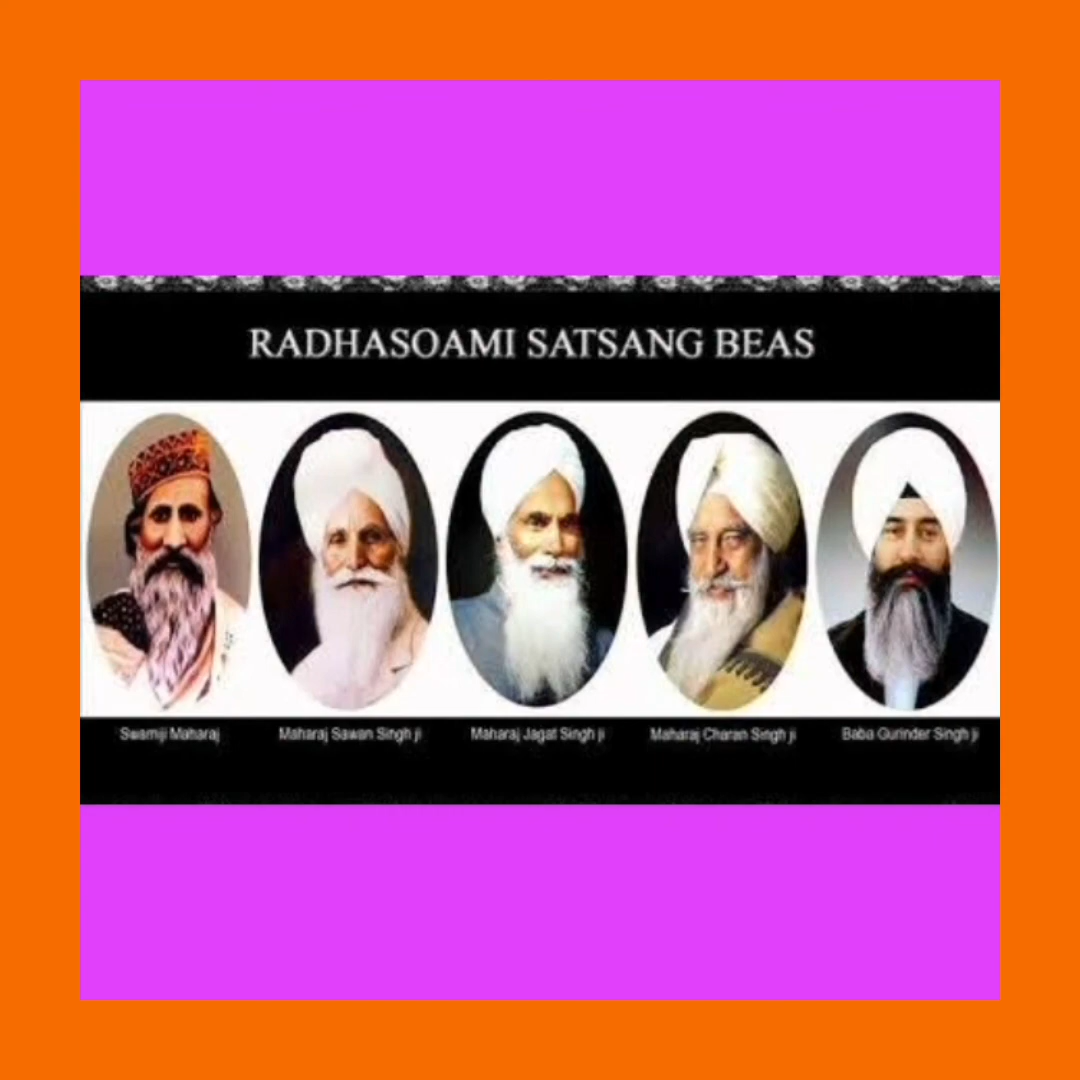 RADHASOAMI SATSANG BEAS
Swamiji Maharaj
Maharaj Sawan Singh ji
Maharaj Jagat Singh ji
Maharaj Charan Singh ji
Baba Gurinder Singh ji